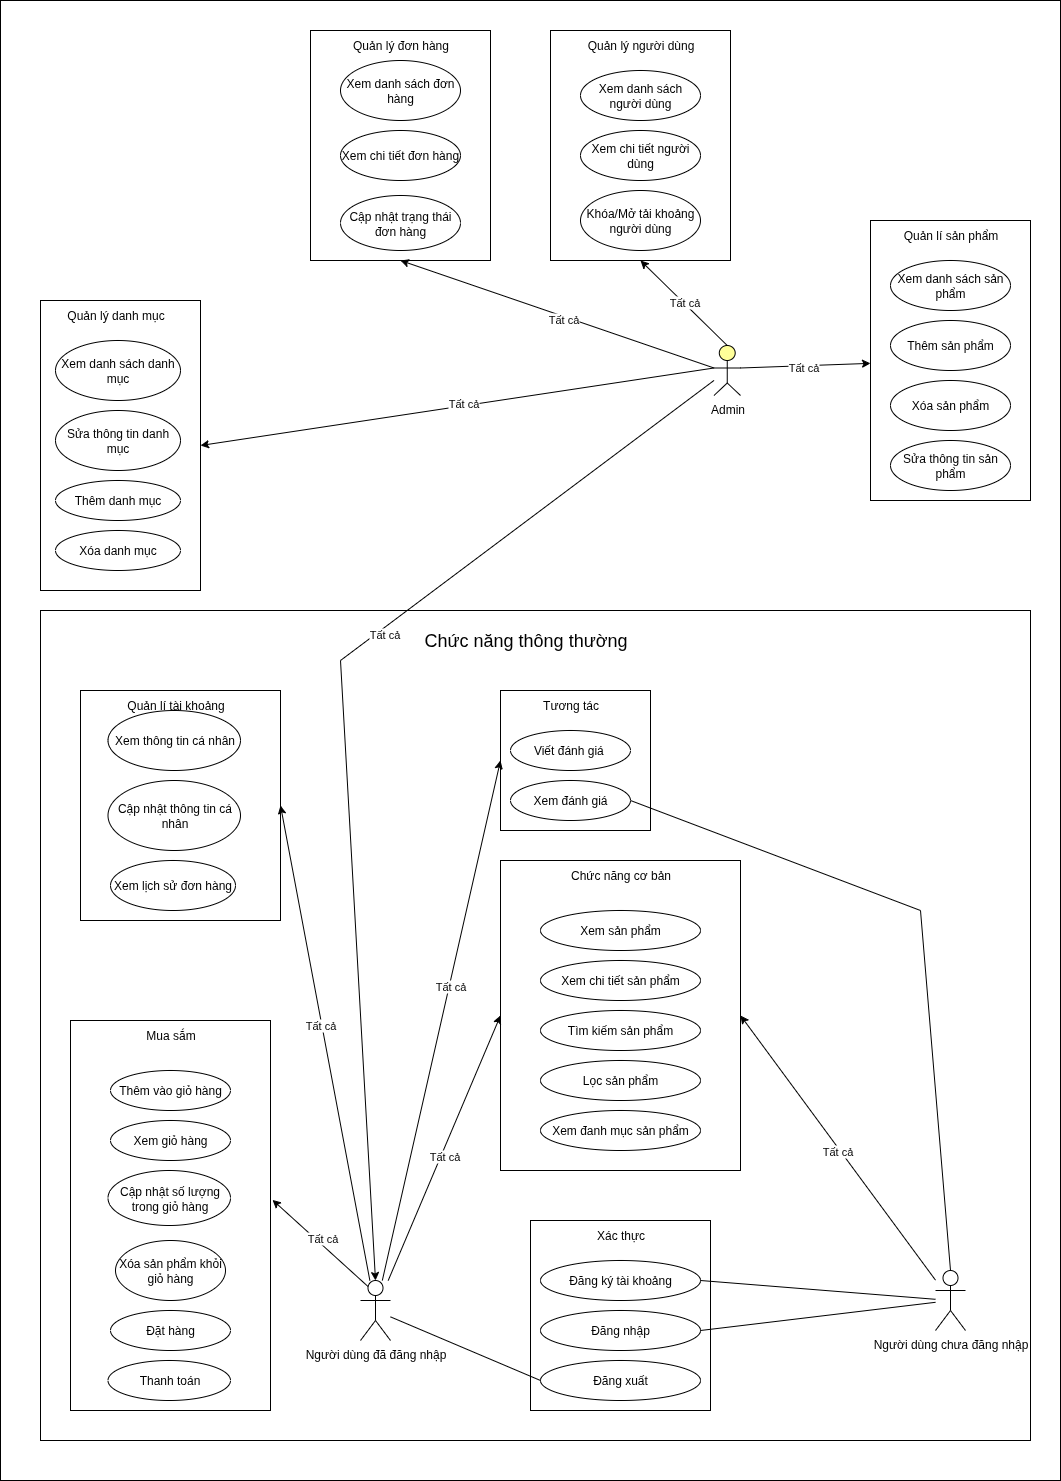 Quản lý đơn hàng
Xem danh sách đơn
hàng
Xem chi tiết đơn hàng
Cập nhật trạng thái
đơn hàng
Quản lý người dùng
Xem danh sách
người dùng
Xem chi tiết người
dùng
Khóa/Mở tải khoảng
người dùng
Quản lí sản phẩm
Xem danh sách sản
phẩm
Thêm sản phẩm
Xóa sản phẩm
Sửa thông tin sản
phẩm
Quản lý danh mục
Xem danh sách danh
mục
Sửa thông tin danh
mục
Thêm danh mục
Xóa danh mục
Tất cả
Tất cả
Tất cả
Tất cả
Admin
Tất cả
Chức năng thông thường
Quản lí tài khoảng
Xem thông tin cá nhân
Cập nhật thông tin cá
nhân
Xem lịch sử đơn hàng
Tương tác
Viết đánh giá
Xem đánh giá
Chức năng cơ bản
Xem sản phẩm
Xem chi tiết sản phẩm
Tìm kiếm sản phẩm
Lọc sản phẩm
Xem đanh mục sản phẩm
Tất cả
Tất cả
Tất cả
Tất cả
Tất cả
Mua sắm
Thêm vào giỏ hàng
Xem giỏ hàng
Cập nhật số lượng
trong giỏ hàng
Xóa sản phẩm khỏi
giỏ hàng
Đặt hàng
Thanh toán
Xác thực
Đăng ký tài khoảng
Đăng nhập
Đăng xuất
Người dùng đã đăng nhập
Người dùng chưa đăng nhập